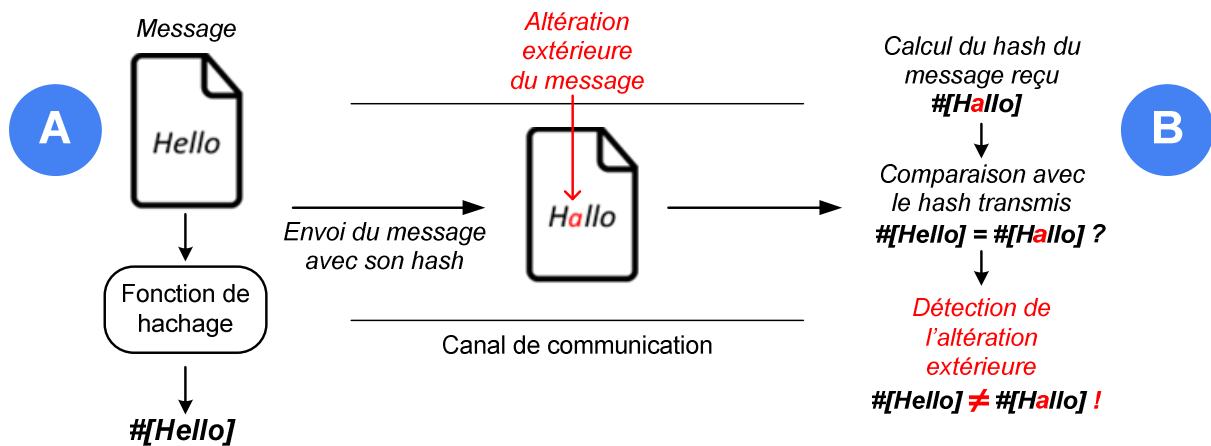 A
Message
Hello
Fonction de
hachage
#[Hello]
Envoi du message
avec son hash
Altération
extérieure
du message
Hallo
Canal de communication
Calcul du hash du
message reçu
#[Hallo]
Comparaison avec
le hash transmis
#[Hello] = #[Hallo] ?
Détection de
l'altération
extérieure
#[Hello] ≠ #[Hallo] !
B